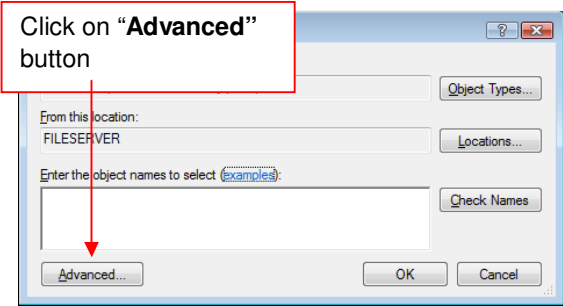 Click on “Advanced”
button
Object Types...
From this location:
FILESERVER
Locations...
Enter the object names to select (examples):
Check Names
Advanced...
OK
Cancel